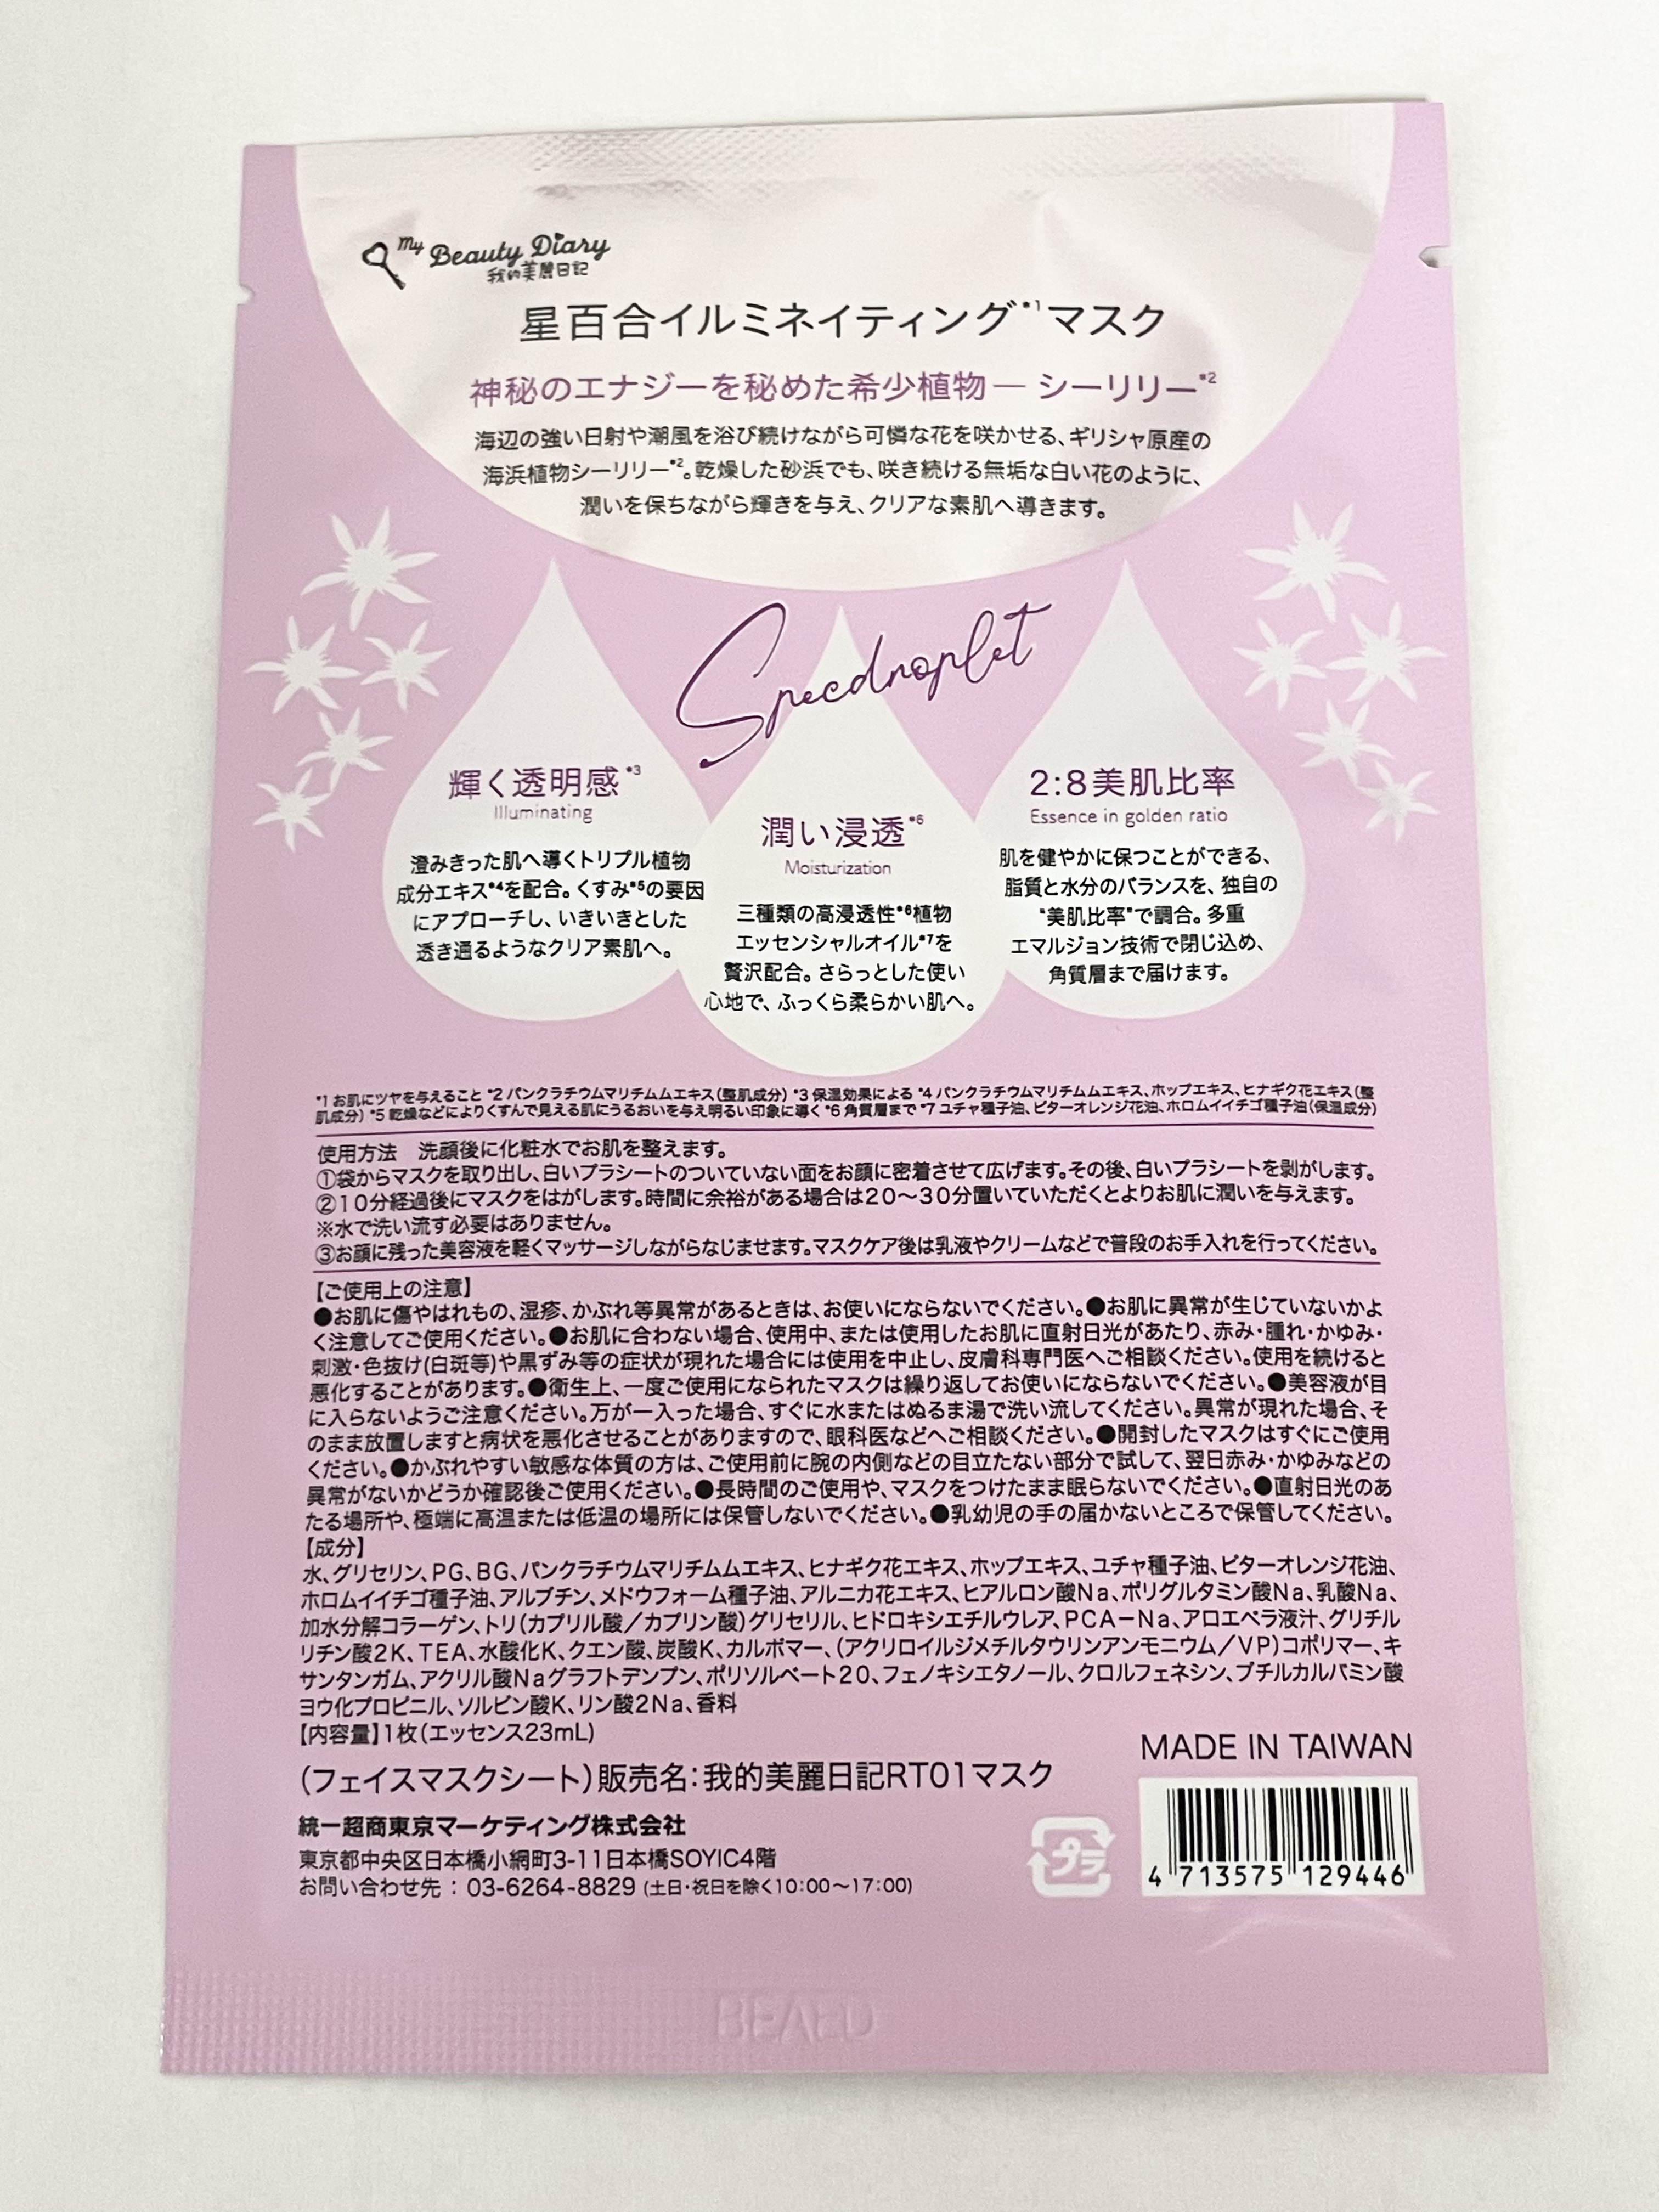 my Beauty Diary
我的美麗日記
星百合イルミネイティング*1マスク
神秘のエナジーを秘めた希少植物 ― シーリリー*2
海辺の強い日射や潮風を浴び続けながら可憐な花を咲かせる、ギリシャ原産の
海浜植物シーリリー*2。乾燥した砂浜でも、咲き続ける無垢な白い花のように、
潤いを保ちながら輝きを与え、クリアな素肌へ導きます。
Specdroplet
輝く透明感*3
Illuminating
澄みきった肌へ導くトリプル植物
成分エキス*4を配合。くすみ*5の要因
にアプローチし、いきいきとした
透き通るようなクリア素肌へ。
潤い浸透*6
Moisturization
三種類の高浸透性*6植物
エッセンシャルオイル*7を
贅沢配合。さらっとした使い
心地で、ふっくら柔らかい肌へ。
2:8美肌比率
Essence in golden ratio
肌を健やかに保つことができる、
脂質と水分のバランスを、独自の
"美肌比率"で調合。多重
エマルジョン技術で閉じ込め、
角質層まで届けます。
*1 お肌にツヤを与えること *2 パンクラチウムマリチムムエキス（整肌成分） *3 保湿効果による *4 パンクラチウムマリチムムエキス、ホップエキス、ヒナギク花エキス（整
肌成分） *5 乾燥などによりくすんで見える肌にうるおいを与え明るい印象に導く *6 角質層まで *7 ユチャ種子油、ビターオレンジ花油、ホロムイイチゴ種子油（保湿成分）
使用方法　洗顔後に化粧水でお肌を整えます。
①袋からマスクを取り出し、白いプラシートのついていない面をお顔に密着させて広げます。その後、白いプラシートを剥がします。
②10分経過後にマスクをはがします。時間に余裕がある場合は20〜30分置いていただくとよりお肌に潤いを与えます。
※水で洗い流す必要はありません。
③お顔に残った美容液を軽くマッサージしながらなじませます。マスクケア後は乳液やクリームなどで普段のお手入れを行ってください。
【ご使用上の注意】
●お肌に傷やはれもの、湿疹、かぶれ等異常があるときは、お使いにならないでください。●お肌に異常が生じていないかよ
く注意してご使用ください。●お肌に合わない場合、使用中、または使用したお肌に直射日光があたり、赤み・腫れ・かゆみ・
刺激・色抜け(白斑等)や黒ずみ等の症状が現れた場合には使用を中止し、皮膚科専門医へご相談ください。使用を続けると
悪化することがあります。●衛生上、一度ご使用になられたマスクは繰り返してお使いにならないでください。●美容液が目
に入らないようご注意ください。万が一入った場合、すぐに水またはぬるま湯で洗い流してください。異常が現れた場合、そ
のまま放置しますと病状を悪化させることがありますので、眼科医などへご相談ください。●開封したマスクはすぐにご使用
ください。●かぶれやすい敏感な体質の方は、ご使用前に腕の内側などの目立たない部分で試して、翌日赤み・かゆみなどの
異常がないかどうか確認後ご使用ください。●長時間のご使用や、マスクをつけたまま眠らないでください。●直射日光のあ
たる場所や、極端に高温または低温の場所には保管しないでください。●乳幼児の手の届かないところで保管してください。
【成分】
水、グリセリン、PG、BG、パンクラチウムマリチムムエキス、ヒナギク花エキス、ホップエキス、ユチャ種子油、ビターオレンジ花油、
ホロムイイチゴ種子油、アルブチン、メドウフォーム種子油、アルニカ花エキス、ヒアルロン酸Na、ポリグルタミン酸Na、乳酸Na、
加水分解コラーゲン、トリ（カプリル酸／カプリン酸）グリセリル、ヒドロキシエチルウレア、PCA－Na、アロエベラ液汁、グリチル
リチン酸2K、TEA、水酸化K、クエン酸、炭酸K、カルボマー、（アクリロイルジメチルタウリンアンモニウム／VP）コポリマー、キ
サンタンガム、アクリル酸Naグラフトデンプン、ポリソルベート20、フェノキシエタノール、クロルフェネシン、ブチルカルバミン酸
ヨウ化プロピニル、ソルビン酸K、リン酸2Na、香料
【内容量】1枚（エッセンス23mL）
（フェイスマスクシート）販売名：我的美麗日記RT01マスク
統一超商東京マーケティング株式会社
東京都中央区日本橋小網町3-11日本橋SOYIC4階
お問い合わせ先：03-6264-8829 (土日・祝日を除く10:00〜17:00)
MADE IN TAIWAN
プラ
4 713575 129446